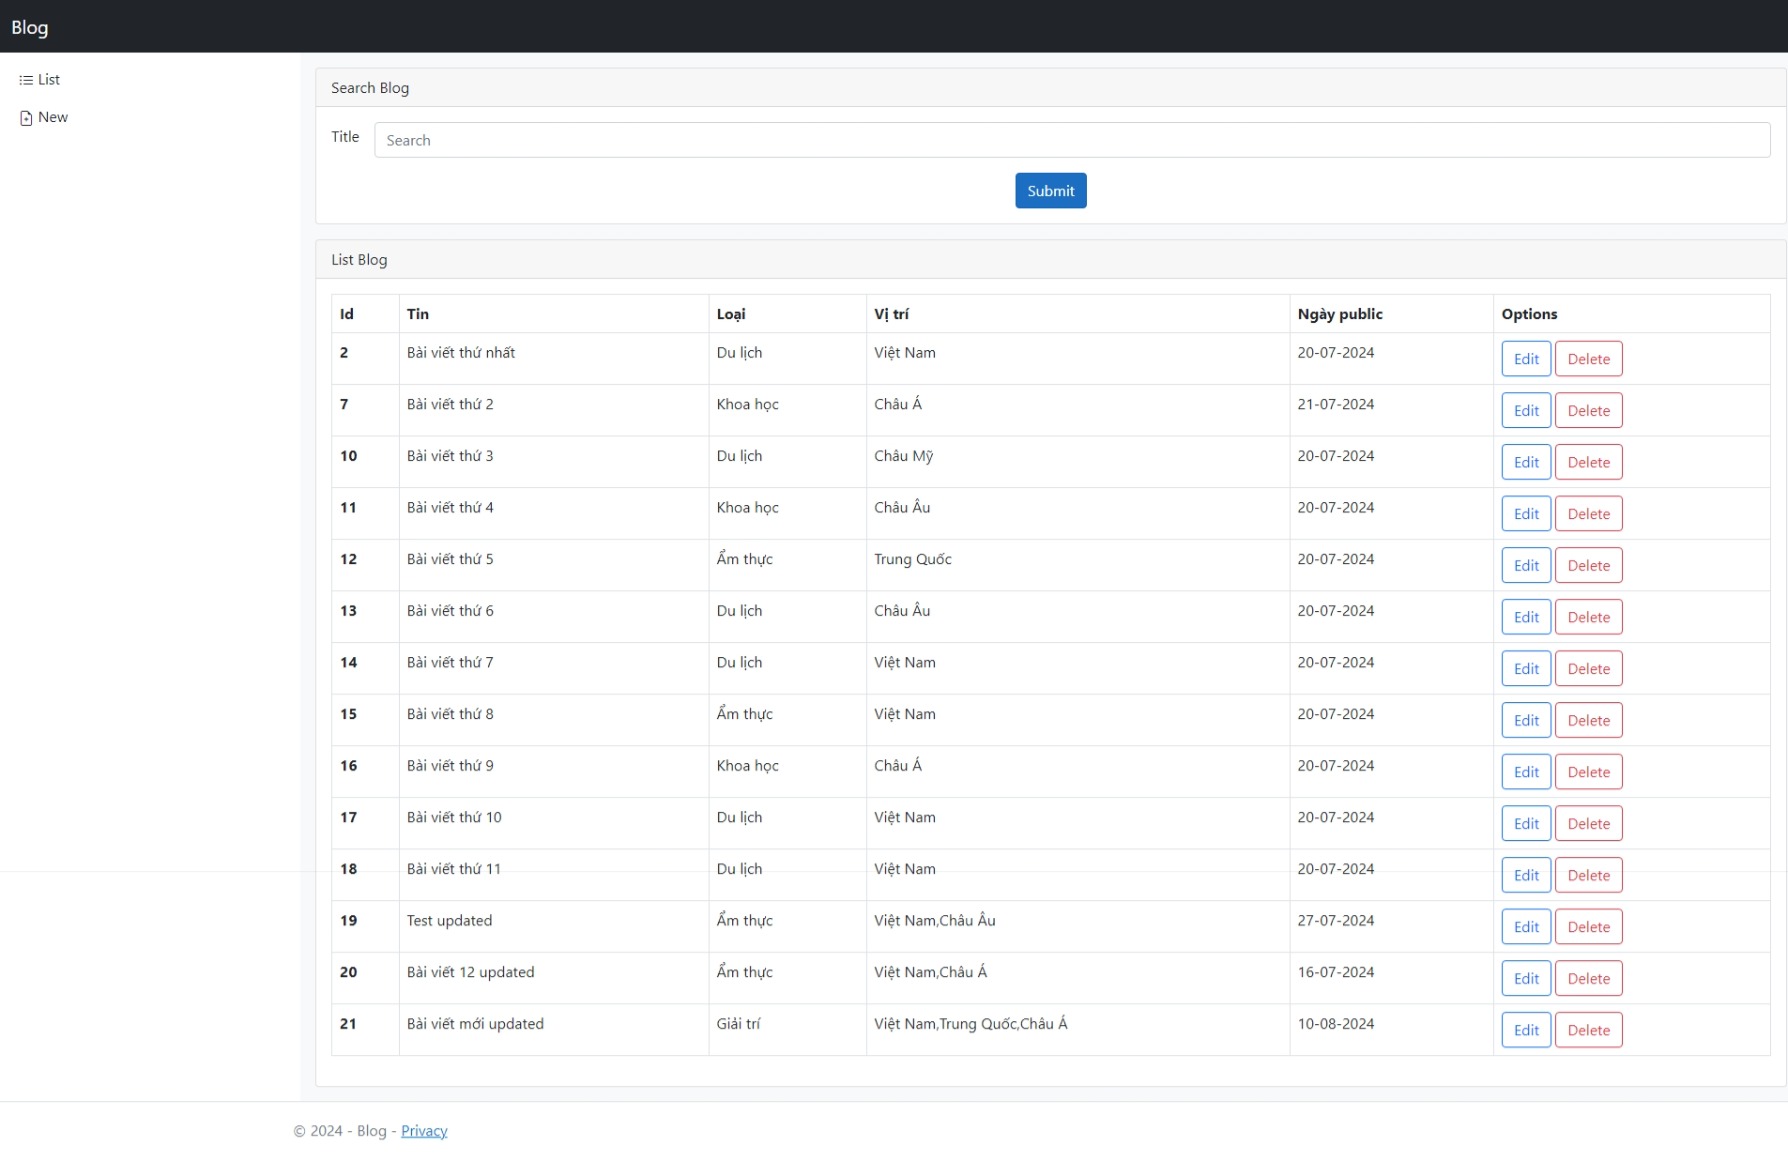 Blog
List
New
Search Blog
Title Search
Submit
List Blog
Id Tin Loại Vị trí Ngày public Options
2 Bài viết thứ nhất Du lịch Việt Nam 20-07-2024 Edit Delete
7 Bài viết thứ 2 Khoa học Châu Á 21-07-2024 Edit Delete
10 Bài viết thứ 3 Du lịch Châu Mỹ 20-07-2024 Edit Delete
11 Bài viết thứ 4 Khoa học Châu Âu 20-07-2024 Edit Delete
12 Bài viết thứ 5 Ẩm thực Trung Quốc 20-07-2024 Edit Delete
13 Bài viết thứ 6 Du lịch Châu Âu 20-07-2024 Edit Delete
14 Bài viết thứ 7 Du lịch Việt Nam 20-07-2024 Edit Delete
15 Bài viết thứ 8 Ẩm thực Việt Nam 20-07-2024 Edit Delete
16 Bài viết thứ 9 Khoa học Châu Á 20-07-2024 Edit Delete
17 Bài viết thứ 10 Du lịch Việt Nam 20-07-2024 Edit Delete
18 Bài viết thứ 11 Du lịch Việt Nam 20-07-2024 Edit Delete
19 Test updated Ẩm thực Việt Nam,Châu Âu 27-07-2024 Edit Delete
20 Bài viết 12 updated Ẩm thực Việt Nam,Châu Á 16-07-2024 Edit Delete
21 Bài viết mới updated Giải trí Việt Nam,Trung Quốc,Châu Á 10-08-2024 Edit Delete
© 2024 - Blog - Privacy